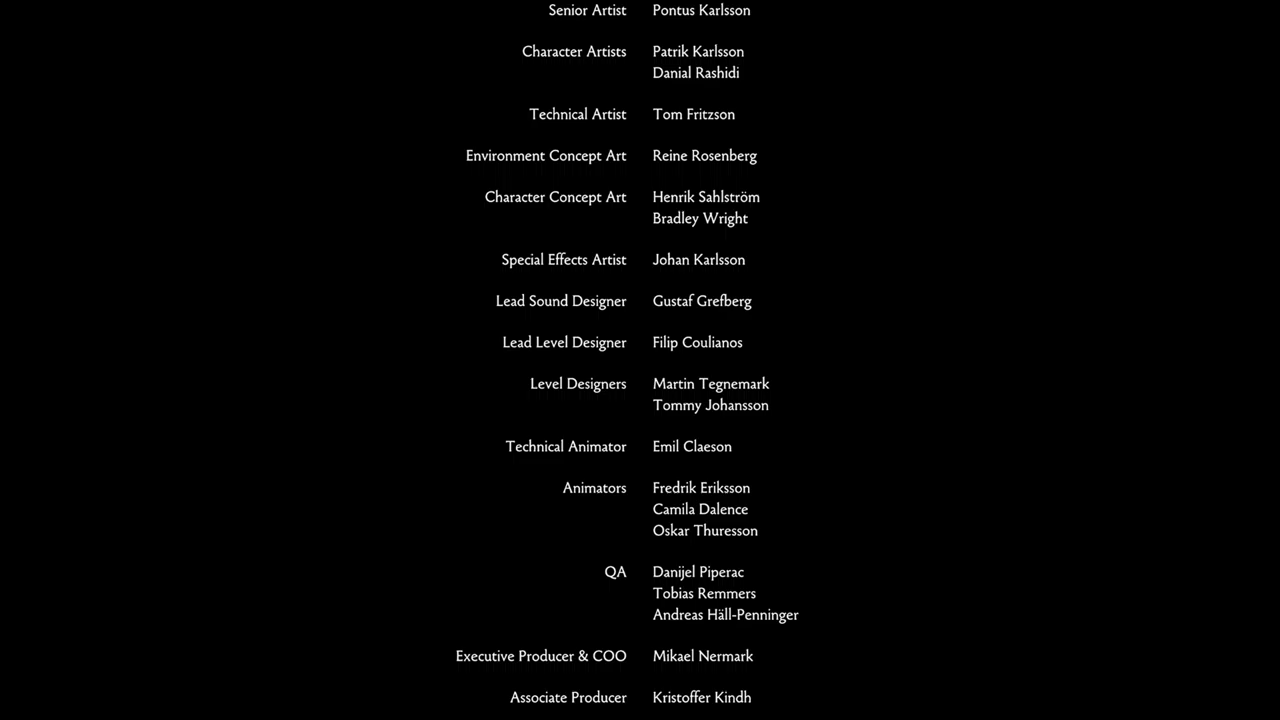 Senior Artist Pontus Karlsson
Character Artists Patrik Karlsson
Danial Rashidi
Technical Artist Tom Fritzson
Environment Concept Art Reine Rosenberg
Character Concept Art Henrik Sahlström
Bradley Wright
Special Effects Artist Johan Karlsson
Lead Sound Designer Gustaf Grefberg
Lead Level Designer Filip Coulianos
Level Designers Martin Tegnemark
Tommy Johansson
Technical Animator Emil Claeson
Animators Fredrik Eriksson
Camila Dalence
Oskar Thuresson
QA Danijel Piperac
Tobias Remmers
Andreas Häll-Penninger
Executive Producer & COO Mikael Nermark
Associate Producer Kristoffer Kindh